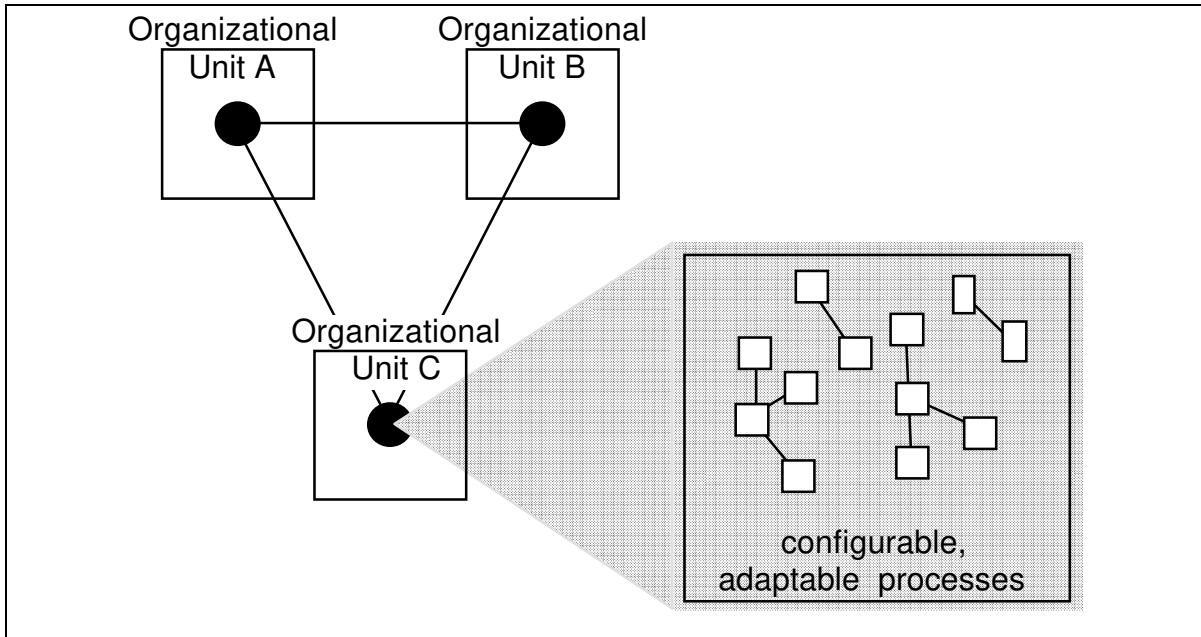 Organizational
Unit A
Organizational
Unit B
Organizational
Unit C
configurable,
adaptable processes